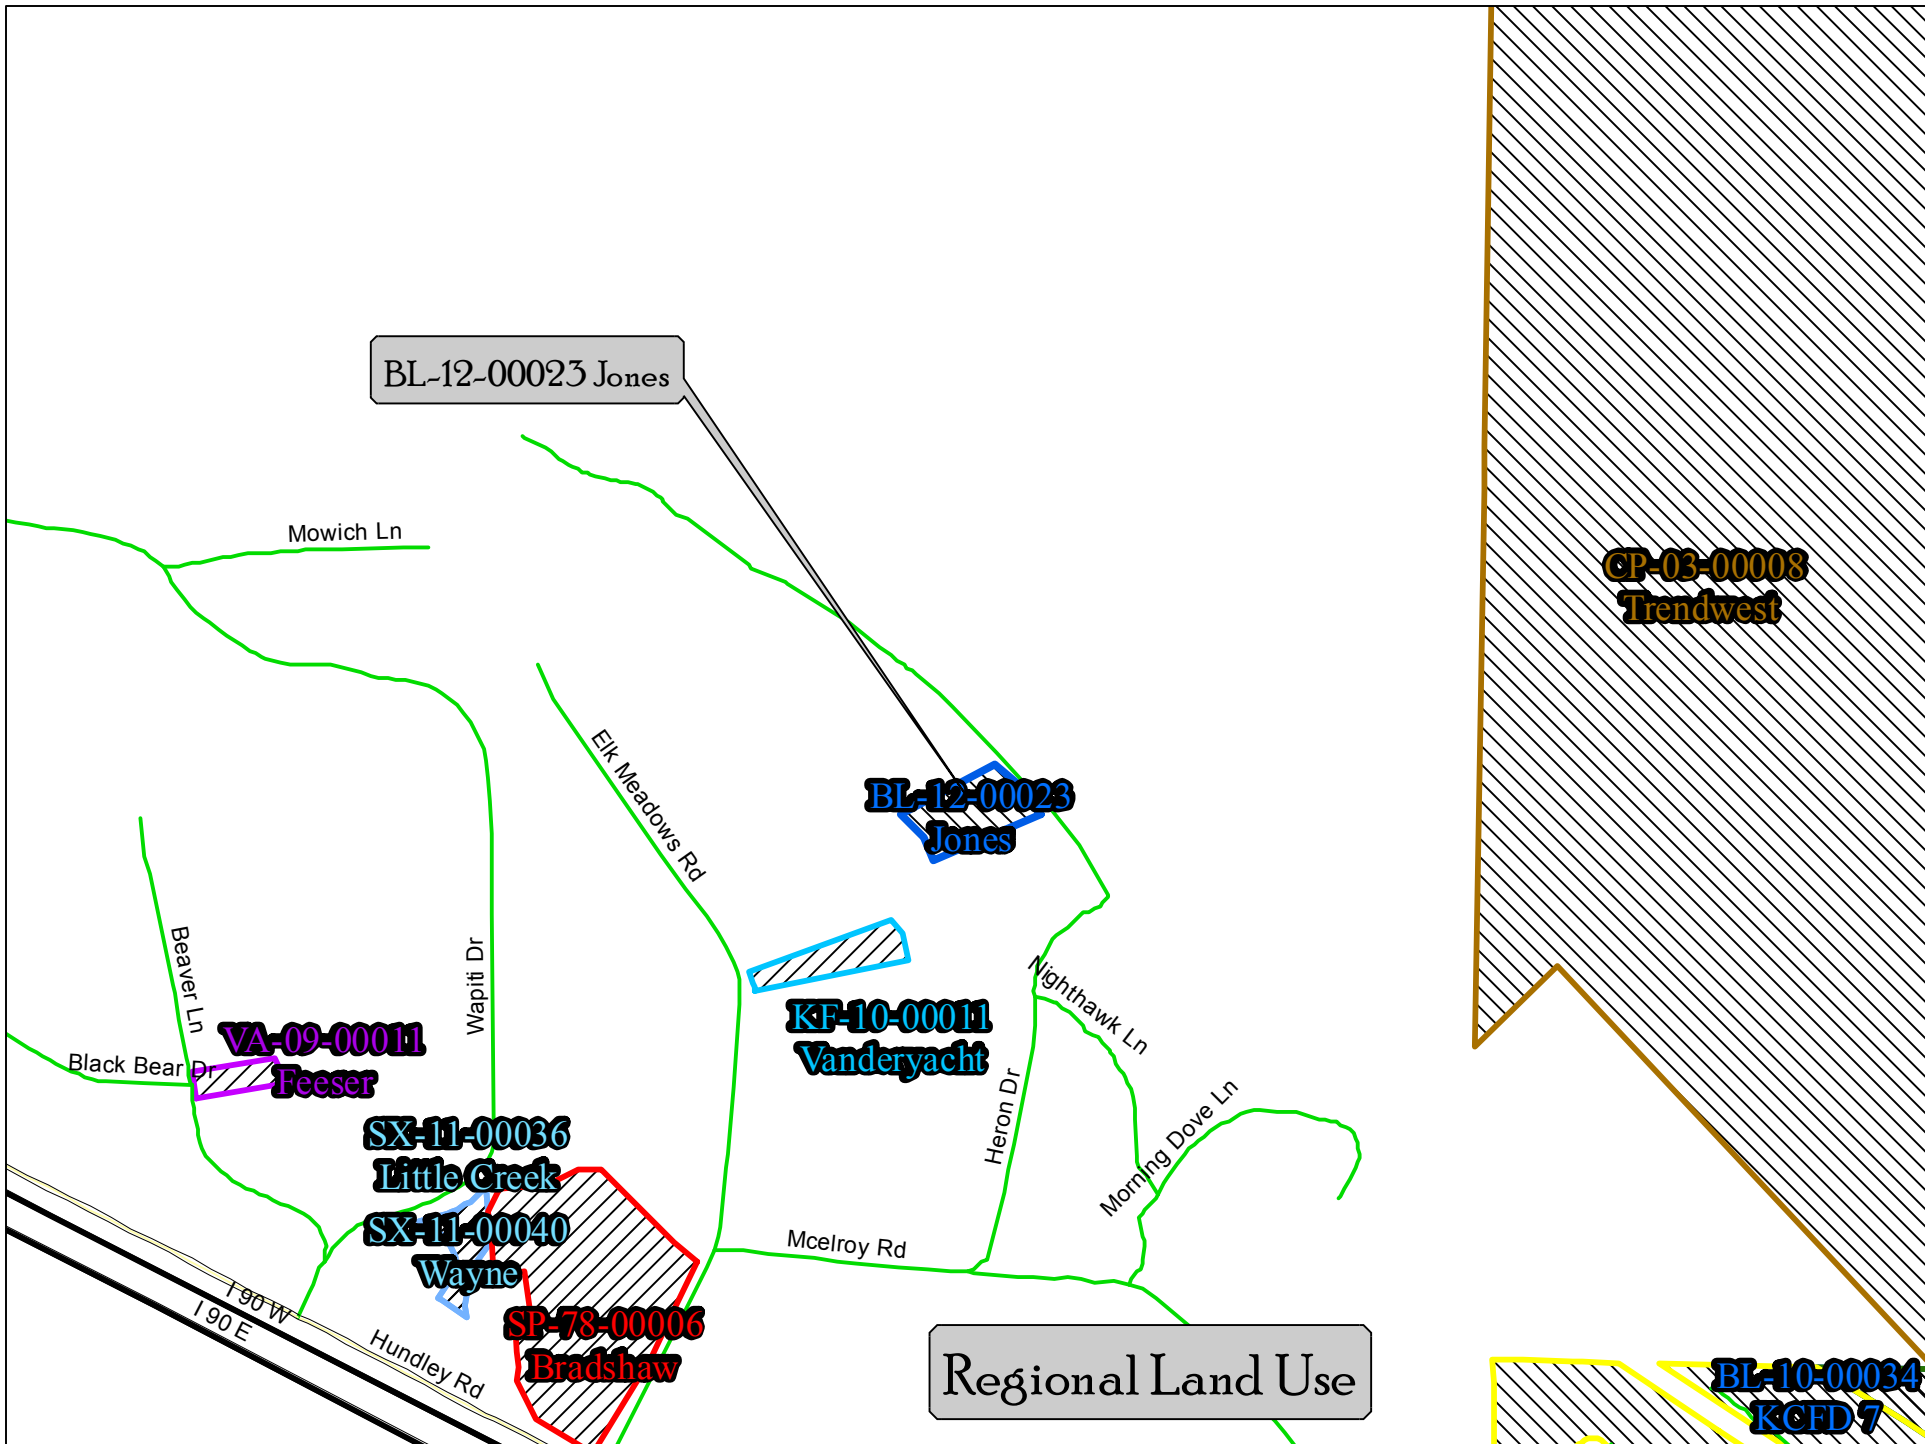 BL-12-00023 Jones
Mowich Ln
CP-03-00008
Trendwest
Elk Meadows Rd
BL-12-00023
Jones
Beaver Ln
Wapiti Dr
Nighthawk Ln
KF-10-00011
Vanderyacht
VA-09-00011
Feeser
Black Bear Dr
Heron Dr
Morning Dove Ln
SX-11-00036
Little Creek
SX-11-00040
Wayne
Mcelroy Rd
I 90 W
I 90 E
Hundley Rd
SP-78-00006
Bradshaw
Regional Land Use
BL-10-00034
KCFD 7